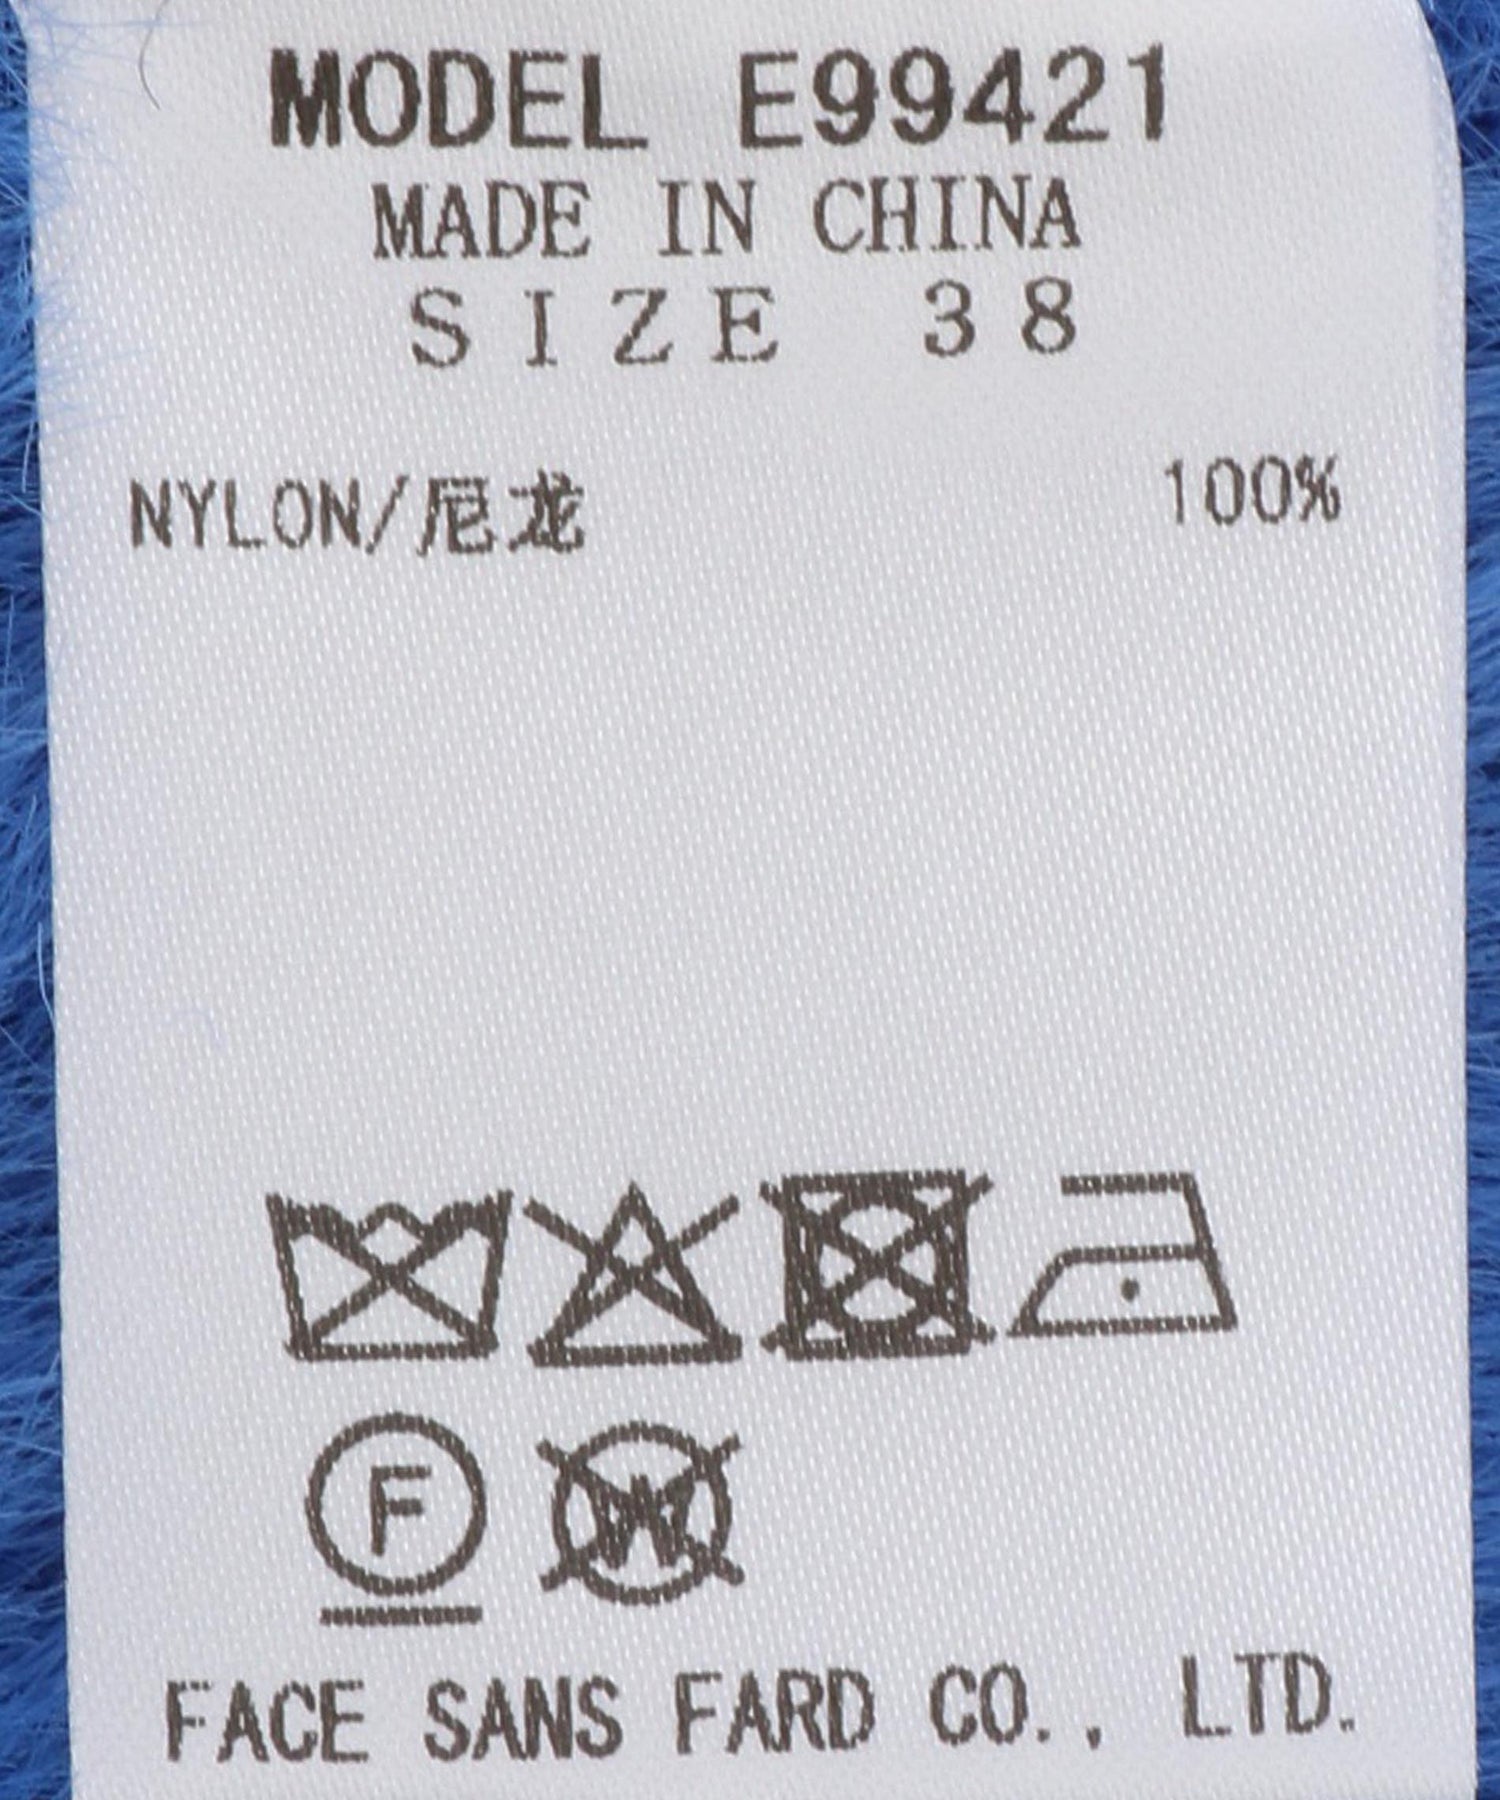 MODEL E99421
MADE IN CHINA
SIZE 38
NYLON/尼龙 100%
F W
FACE SANS FARD CO., LTD.